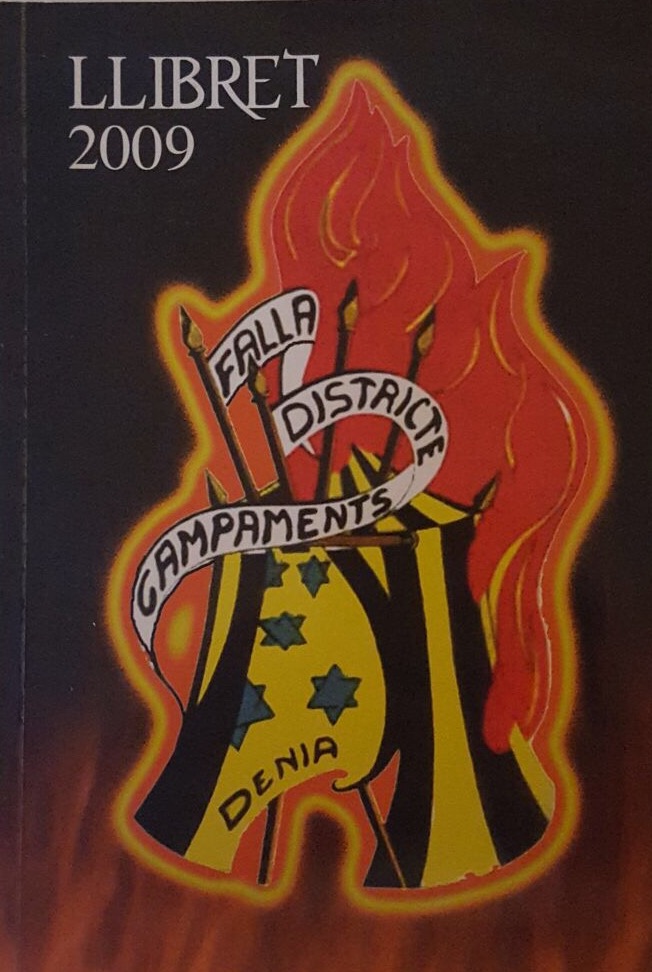 LLIBRET
2009
FALLA
DISTRICTE
CAMPAMENTS
DENIA